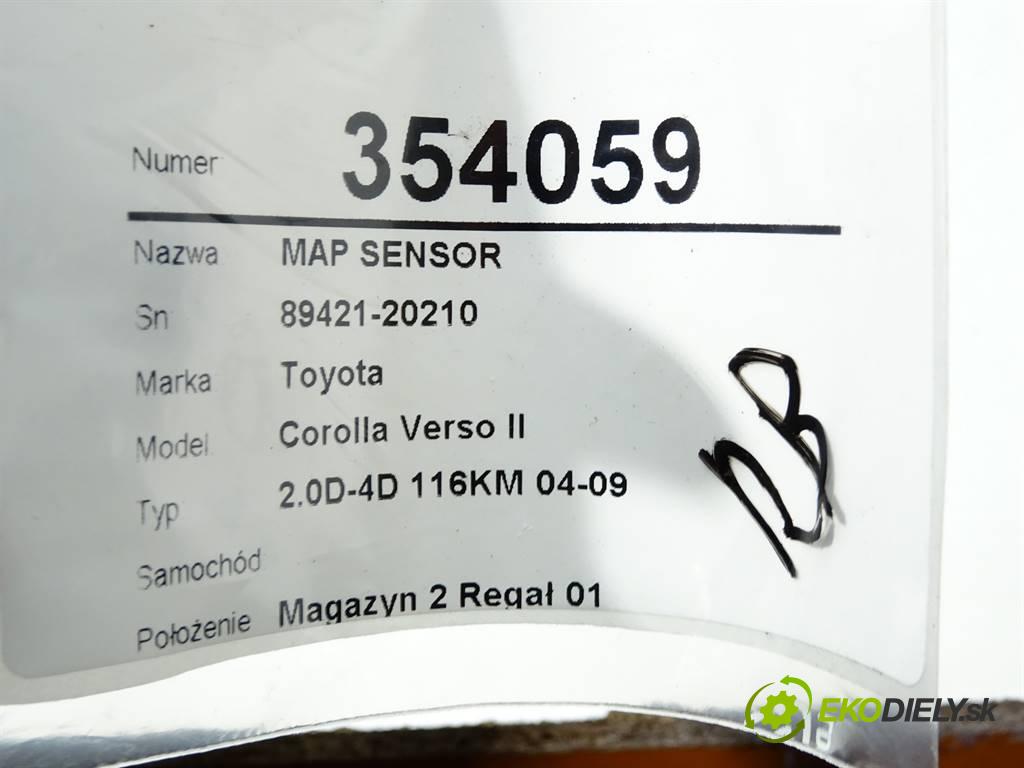 Numer 354059
Nazwa MAP SENSOR
Sn 89421-20210
Marka Toyota
Model Corolla Verso II
Typ 2.0D-4D 116KM 04-09
Samochód
Położenie Magazyn 2 Regał 01
EKODIELY.sk